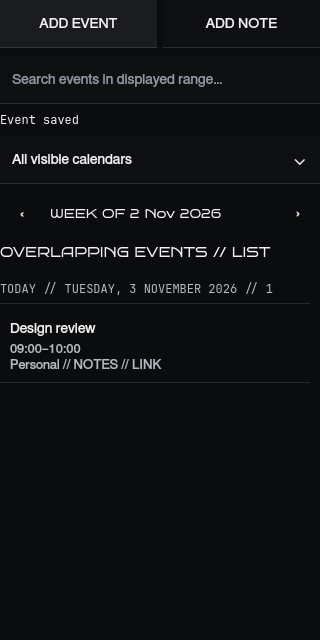 ADD EVENT
ADD NOTE
Search events in displayed range...
Event saved
All visible calendars
‹ WEEK OF 2 Nov 2026 ›
OVERLAPPING EVENTS // LIST
TODAY // TUESDAY, 3 NOVEMBER 2026 // 1
Design review
09:00–10:00
Personal // NOTES // LINK